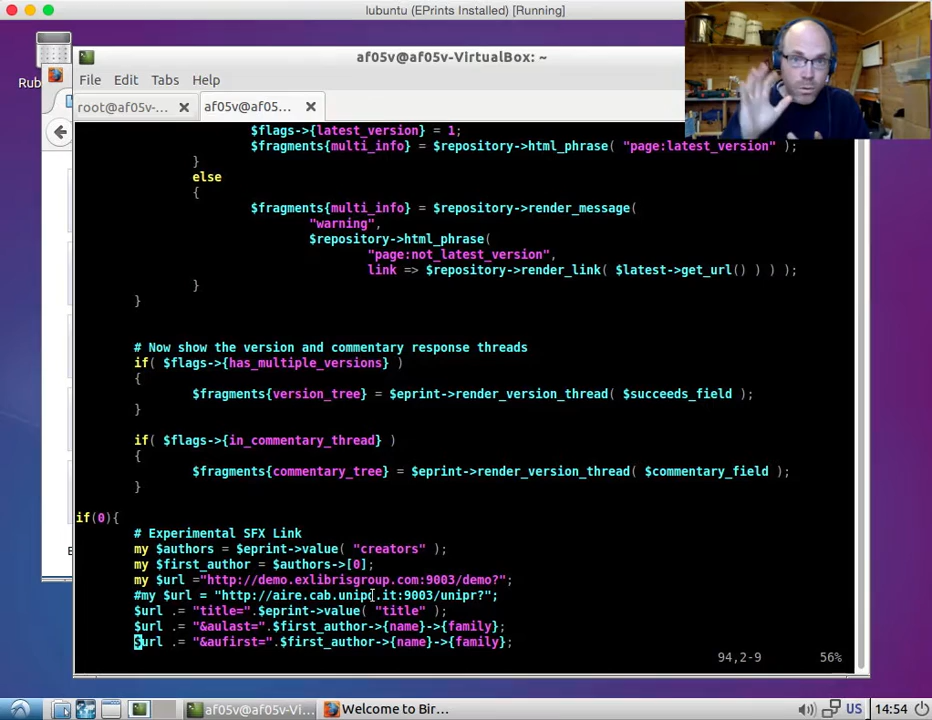 lubuntu (EPrints Installed) [Running]
af05v@af05v-VirtualBox: ~
Rub
File Edit Tabs Help
root@af05v-... af05v@af05...
$flags->{latest_version} = 1;
$fragments{multi_info} = $repository->html_phrase( "page:latest_version" );
}
else
{
$fragments{multi_info} = $repository->render_message(
"warning",
$repository->html_phrase(
"page:not_latest_version",
link => $repository->render_link( $latest->get_url() ) ) );
}
}
# Now show the version and commentary response threads
if( $flags->{has_multiple_versions} )
{
$fragments{version_tree} = $eprint->render_version_thread( $succeeds_field );
}
if( $flags->{in_commentary_thread} )
{
$fragments{commentary_tree} = $eprint->render_version_thread( $commentary_field );
}
if(0){
# Experimental SFX Link
my $authors = $eprint->value( "creators" );
my $first_author = $authors->[0];
my $url ="http://demo.exlibrisgroup.com:9003/demo?";
#my $url = "http://aire.cab.unipd.it:9003/unipr?";
$url .= "title=".$eprint->value( "title" );
$url .= "&aulast=".$first_author->{name}->{family};
$url .= "&aufirst=".$first_author->{name}->{family};
94,2-9 56%
af05v@af05v-Vi... Welcome to Bir... US 14:54